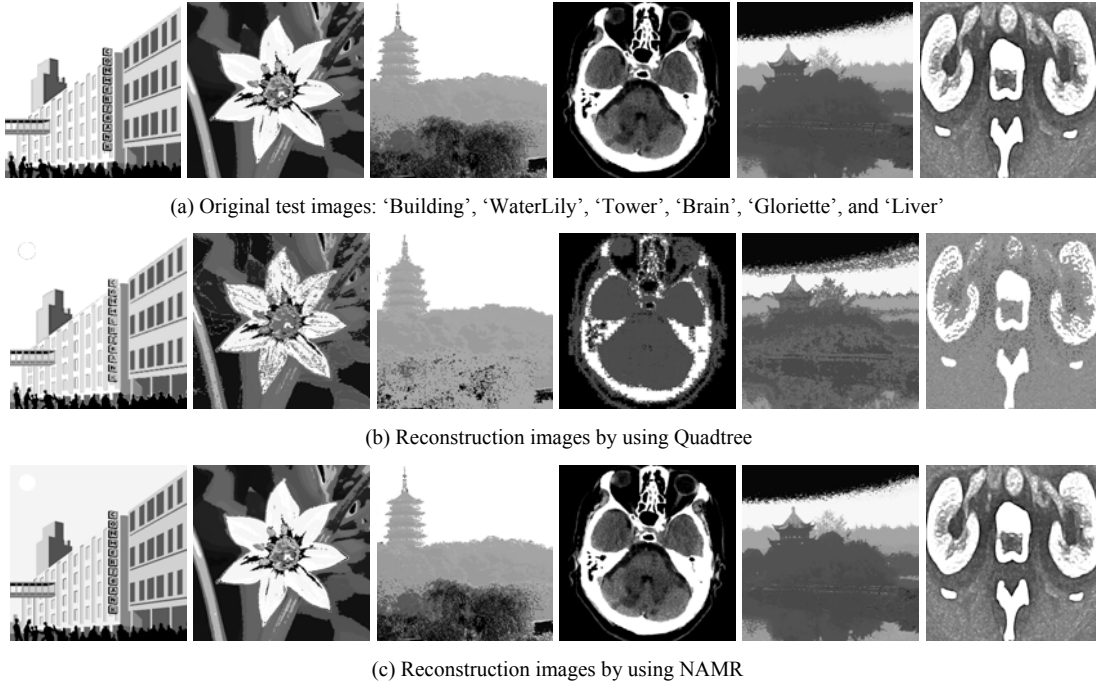 (a) Original test images: ‘Building’, ‘WaterLily’, ‘Tower’, ‘Brain’, ‘Gloriette’, and ‘Liver’
(b) Reconstruction images by using Quadtree
(c) Reconstruction images by using NAMR